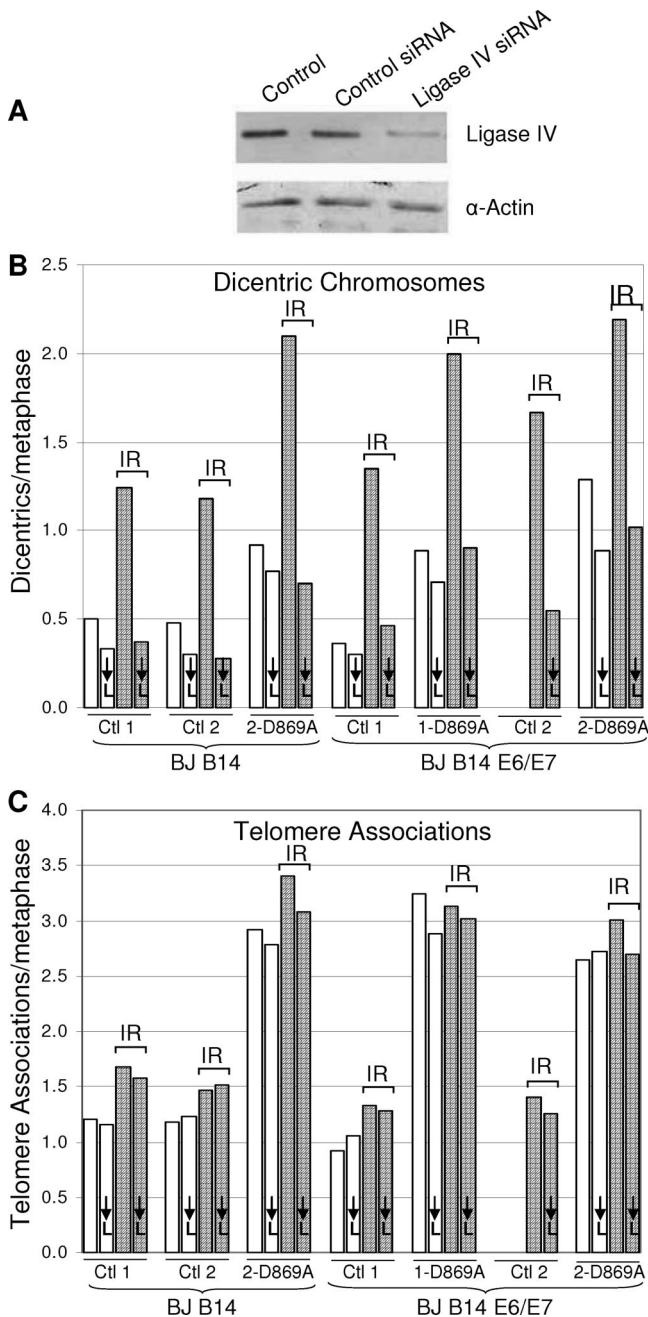 A
Control
Control siRNA
Ligase IV siRNA
Ligase IV
α-Actin
B
Dicentric Chromosomes
Dicentrics/metaphase
2.5
2.0
1.5
1.0
0.5
0.0
IR
IR
IR
IR
IR
IR
IR
L
L
L
L
L
L
L
L
L
L
L
L
L
Ctl 1
Ctl 2
2-D869A
Ctl 1
1-D869A
Ctl 2
2-D869A
BJ B14
BJ B14 E6/E7
C
Telomere Associations
Telomere Associations/metaphase
4.0
3.5
3.0
2.5
2.0
1.5
1.0
0.5
0.0
IR
IR
IR
IR
IR
IR
IR
L
L
L
L
L
L
L
L
L
L
L
L
L
Ctl 1
Ctl 2
2-D869A
Ctl 1
1-D869A
Ctl 2
2-D869A
BJ B14
BJ B14 E6/E7